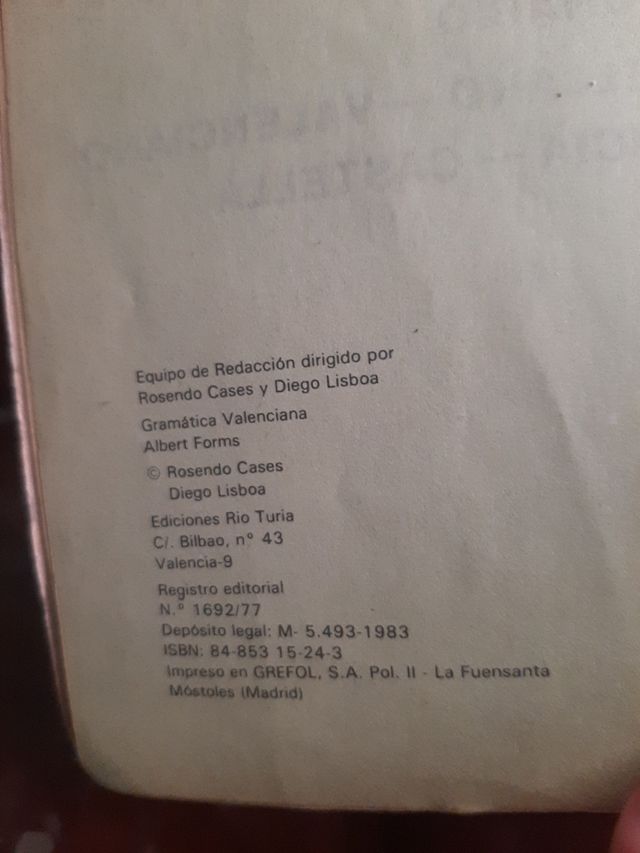 Equipo de Redacción dirigido por
Rosendo Cases y Diego Lisboa
Gramática Valenciana
Albert Forms
© Rosendo Cases
Diego Lisboa
Ediciones Rio Turia
C/. Bilbao, nº 43
Valencia-9
Registro editorial
N.º 1692/77
Depósito legal: M- 5.493-1983
ISBN: 84-853 15-24-3
Impreso en GREFOL, S.A. Pol. II - La Fuensanta
Móstoles (Madrid)